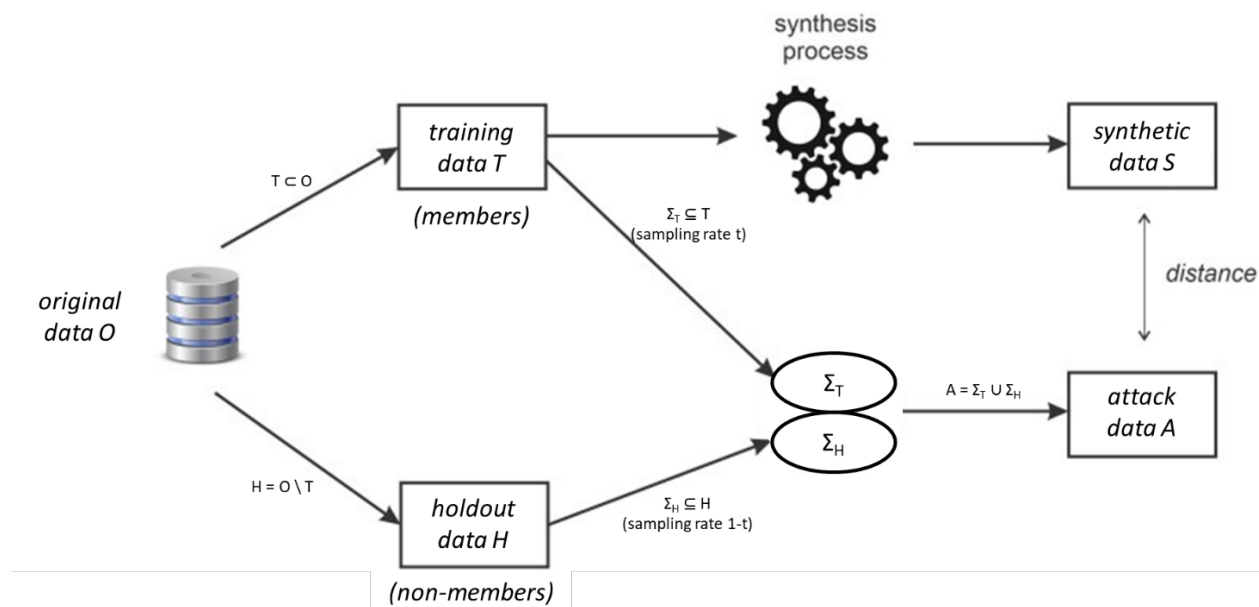 synthesis
process
training
data T
synthetic
data S
T ⊂ O
(members)
Σ_T ⊆ T
(sampling rate t)
distance
original
data O
Σ_T
A = Σ_T ∪ Σ_H
attack
data A
Σ_H
H = O \ T
holdout
data H
Σ_H ⊆ H
(sampling rate 1-t)
(non-members)